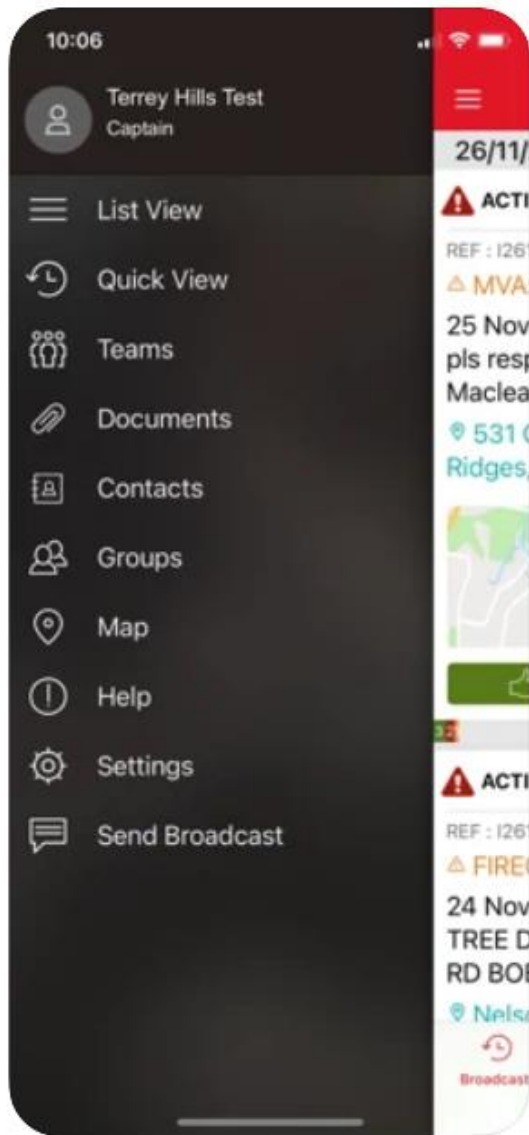 10:06
Terrey Hills Test
Captain
List View
Quick View
Teams
Documents
Contacts
Groups
Map
Help
Settings
Send Broadcast
26/11/
ACTI
REF : I261
MVA
25 Nov
pls resp
Maclea
531
Ridges,
ACTI
REF : I261
FIRE
24 Nov
TREE D
RD BO
Nels
Broadcast